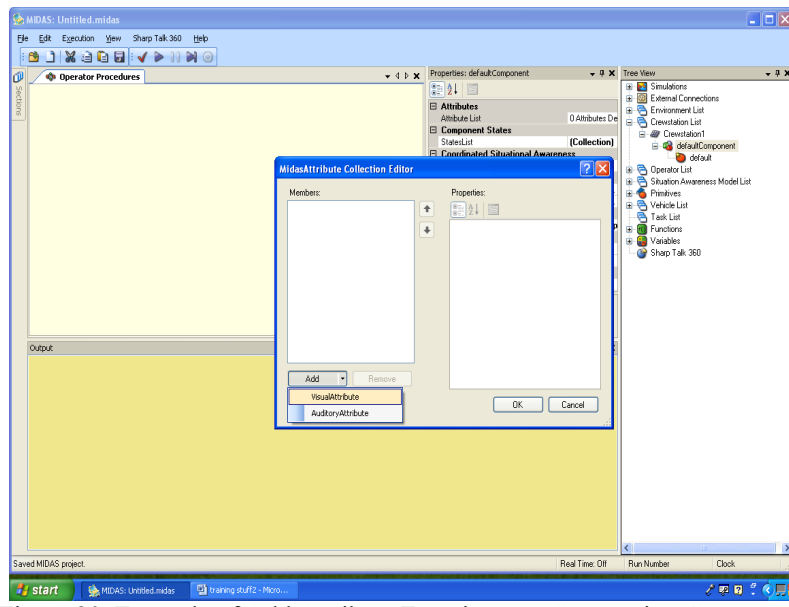 MIDAS: Untitled.midas
File Edit Execution View Sharp Talk 360 Help
Sections
Operator Procedures
Properties: defaultComponent
Attributes
Attribute List 0 Attributes De
Component States
StatesList (Collection)
Coordinated Situational Awareness
Tree View
Simulations
External Connections
Environment List
Crewstation List
Crewstation1
defaultComponent
default
Operator List
Situation Awareness Model List
Primitives
Vehicle List
Task List
Functions
Variables
Sharp Talk 360
MidasAttribute Collection Editor
Members:
Properties:
Add
Remove
VisualAttribute
AuditoryAttribute
OK
Cancel
Output
Saved MIDAS project.
Real Time: Off
Run Number
Clock
start
MIDAS: Untitled.midas
training stuff2 - Micro...